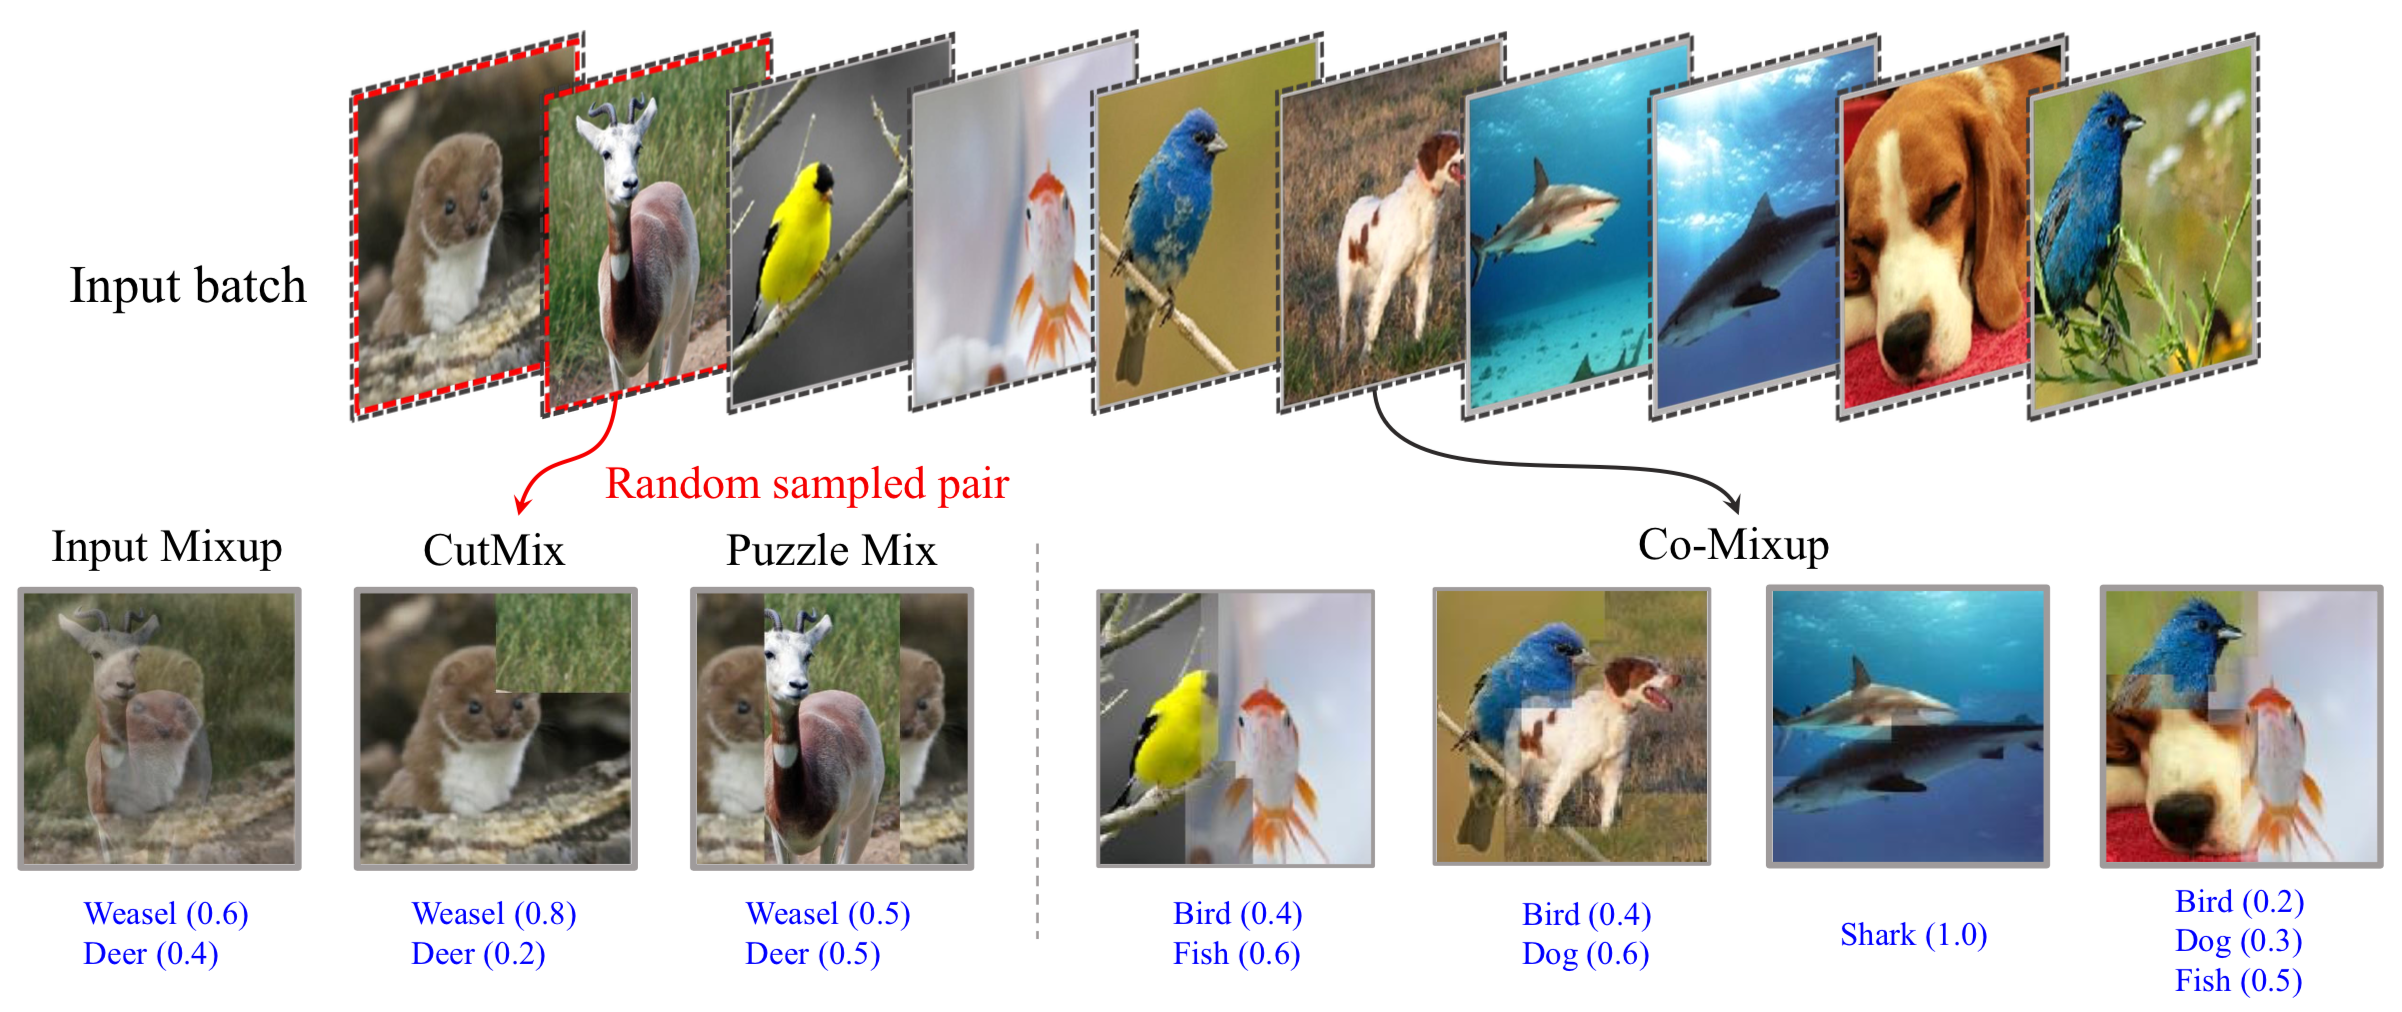 Input batch
Random sampled pair
Input Mixup
CutMix
Puzzle Mix
Co-Mixup
Weasel (0.6)
Deer (0.4)
Weasel (0.8)
Deer (0.2)
Weasel (0.5)
Deer (0.5)
Bird (0.4)
Fish (0.6)
Bird (0.4)
Dog (0.6)
Shark (1.0)
Bird (0.2)
Dog (0.3)
Fish (0.5)